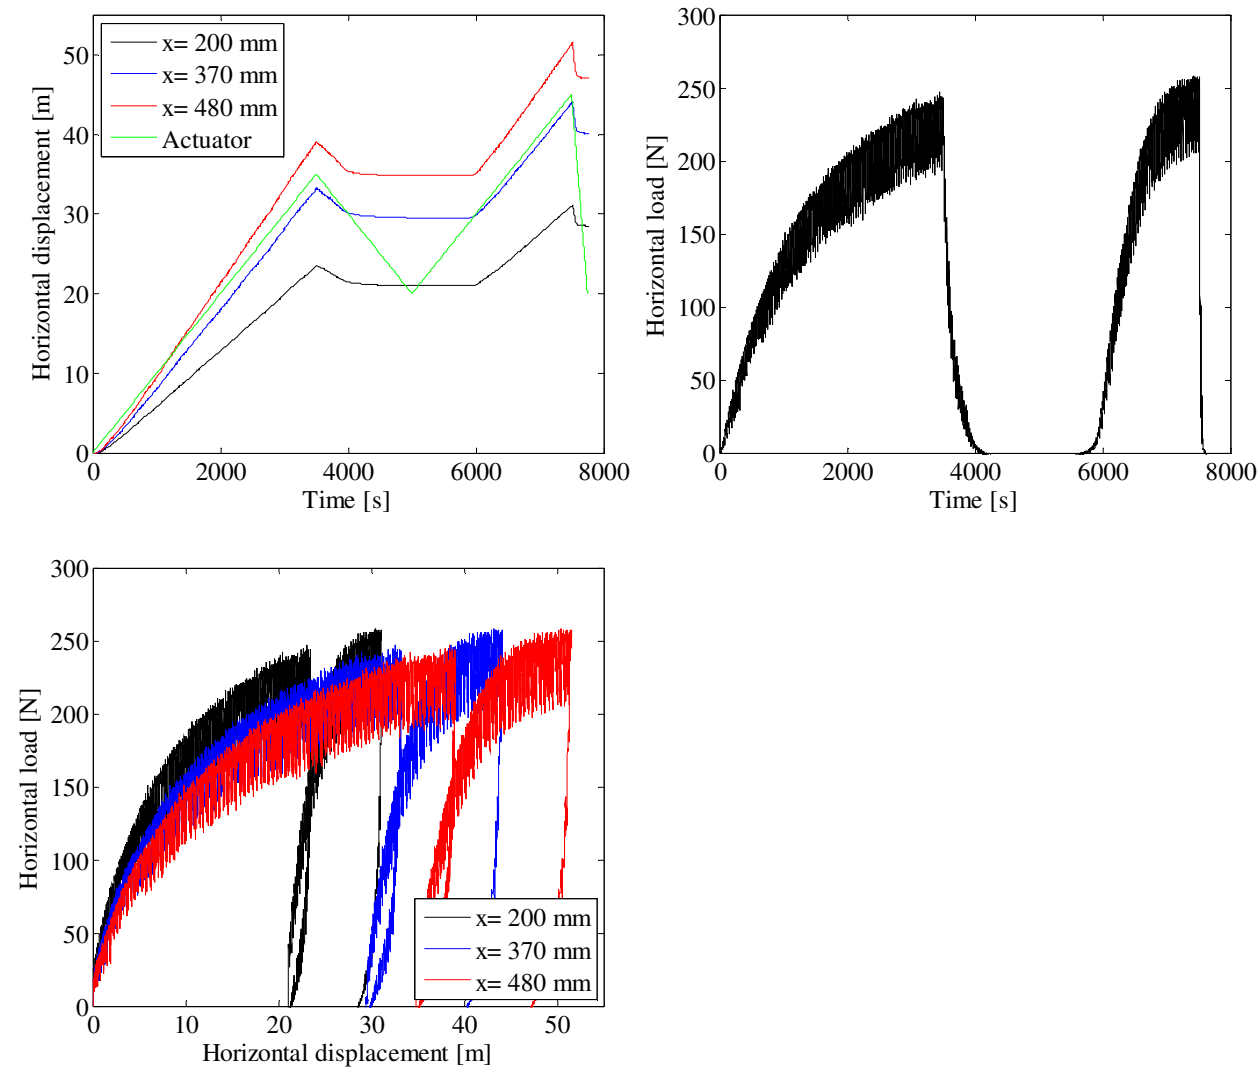 50
40
30
20
10
0
Horizontal displacement [m]
x= 200 mm
x= 370 mm
x= 480 mm
Actuator
0 2000 4000 6000 8000
Time [s]
300
250
200
150
100
50
0
Horizontal load [N]
0 2000 4000 6000 8000
Time [s]
300
250
200
150
100
50
0
Horizontal load [N]
x= 200 mm
x= 370 mm
x= 480 mm
0 10 20 30 40 50
Horizontal displacement [m]